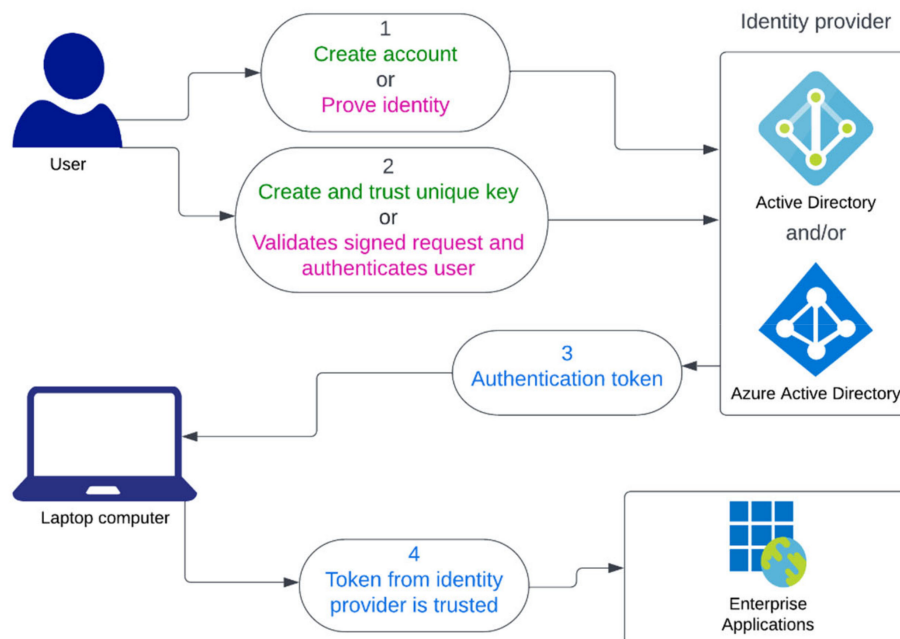 Identity provider
1
Create account
or
Prove identity
User
2
Create and trust unique key
or
Validates signed request and
authenticates user
Active Directory
and/or
Azure Active Directory
3
Authentication token
Laptop computer
4
Token from identity
provider is trusted
Enterprise
Applications